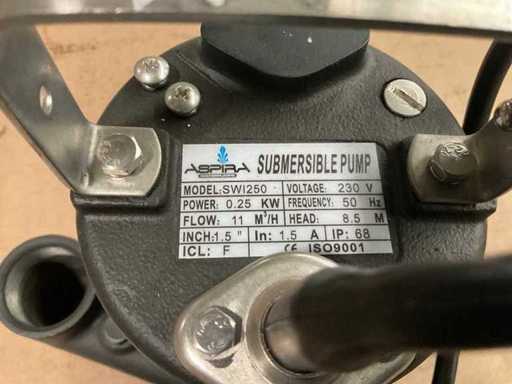 ASPIRA SUBMERSIBLE PUMP
MODEL:SWI250 VOLTAGE: 230 V
POWER: 0.25 KW FREQUENCY: 50 Hz
FLOW: 11 M³/H HEAD: 8.5 M
INCH:1.5 " In: 1.5 A IP: 68
ICL: F CE ISO9001